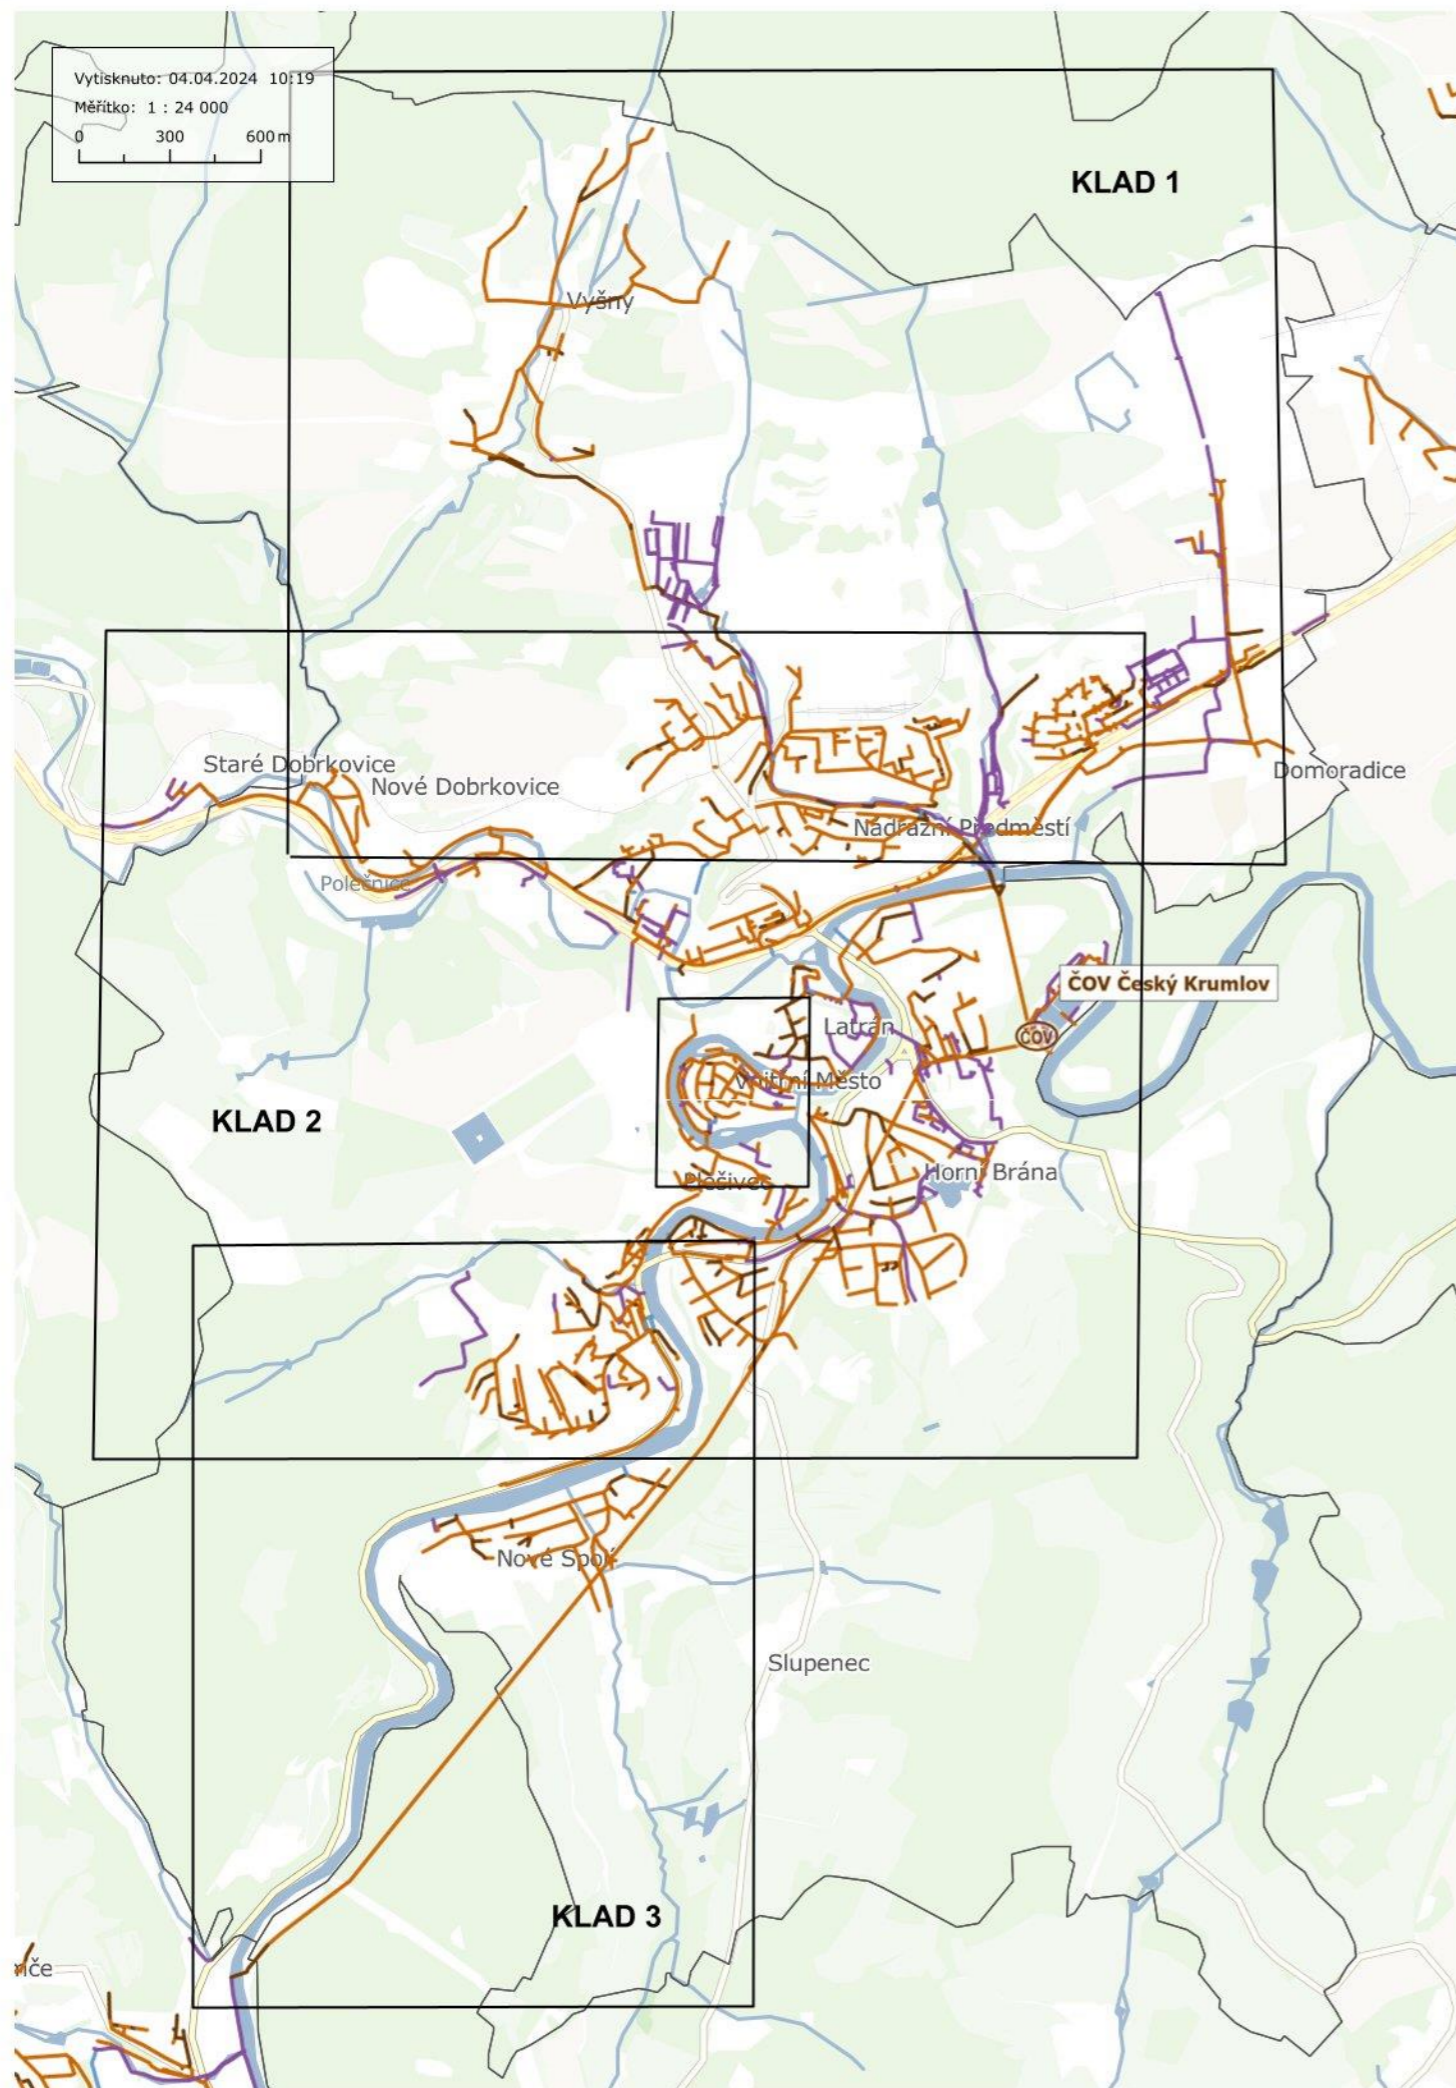 Vytisknuto: 04.04.2024 10:19
Měřítko: 1 : 24 000
0 300 600 m
KLAD 1
Vyšný
Staré Dobrkovice
Nové Dobrkovice
Domoradice
Nádražní Předměstí
Polečnice
ČOV Český Krumlov
Latrán
ČOV
Vnitřní Město
KLAD 2
Horní Brána
Plešivec
Nové Spolí
Slupenec
KLAD 3